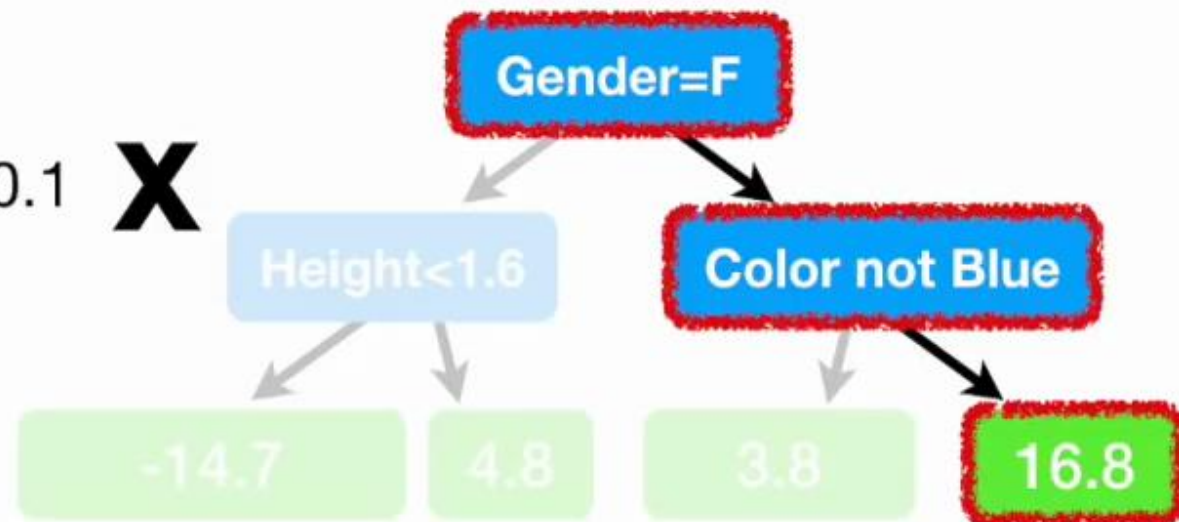 Gender=F
0.1 X
Height<1.6
Color not Blue
-14.7
4.8
3.8
16.8